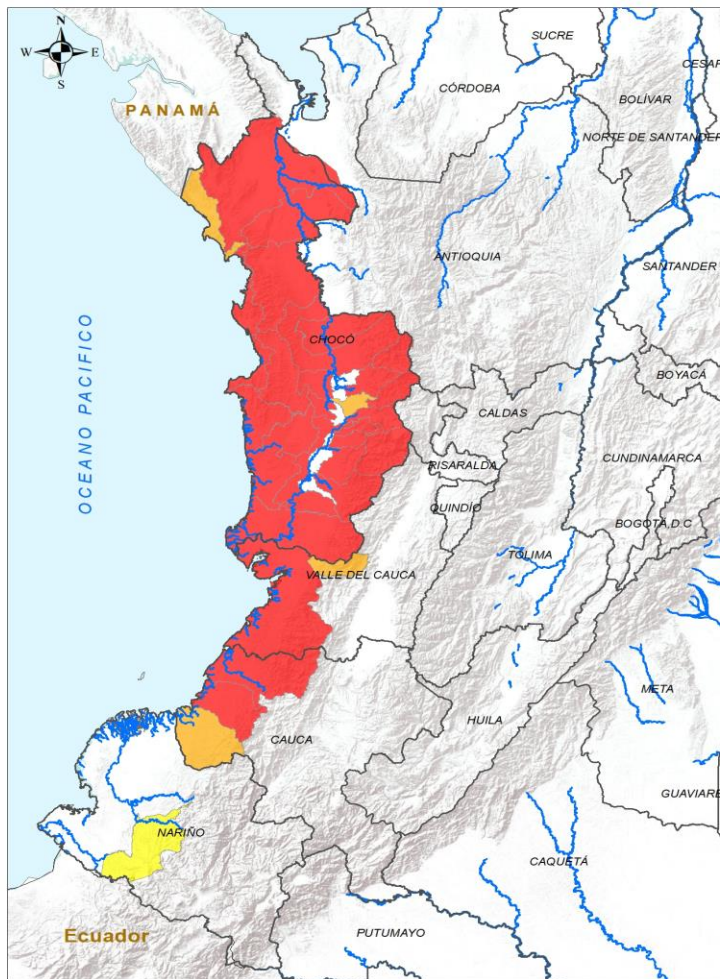 N
W E
S
SUCRE
CESAR
CÓRDOBA
BOLÍVAR
PANAMÁ
NORTE DE SANTANDER
ANTIOQUIA
SANTANDER
OCEANO PACIFICO
CHOCÓ
BOYACÁ
CALDAS
CUNDINAMARCA
RISARALDA
QUINDÍO
BOGOTÁ, D.C
TOLIMA
VALLE DEL CAUCA
META
HUILA
CAUCA
GUAVIARE
NARIÑO
CAQUETÁ
Ecuador
PUTUMAYO